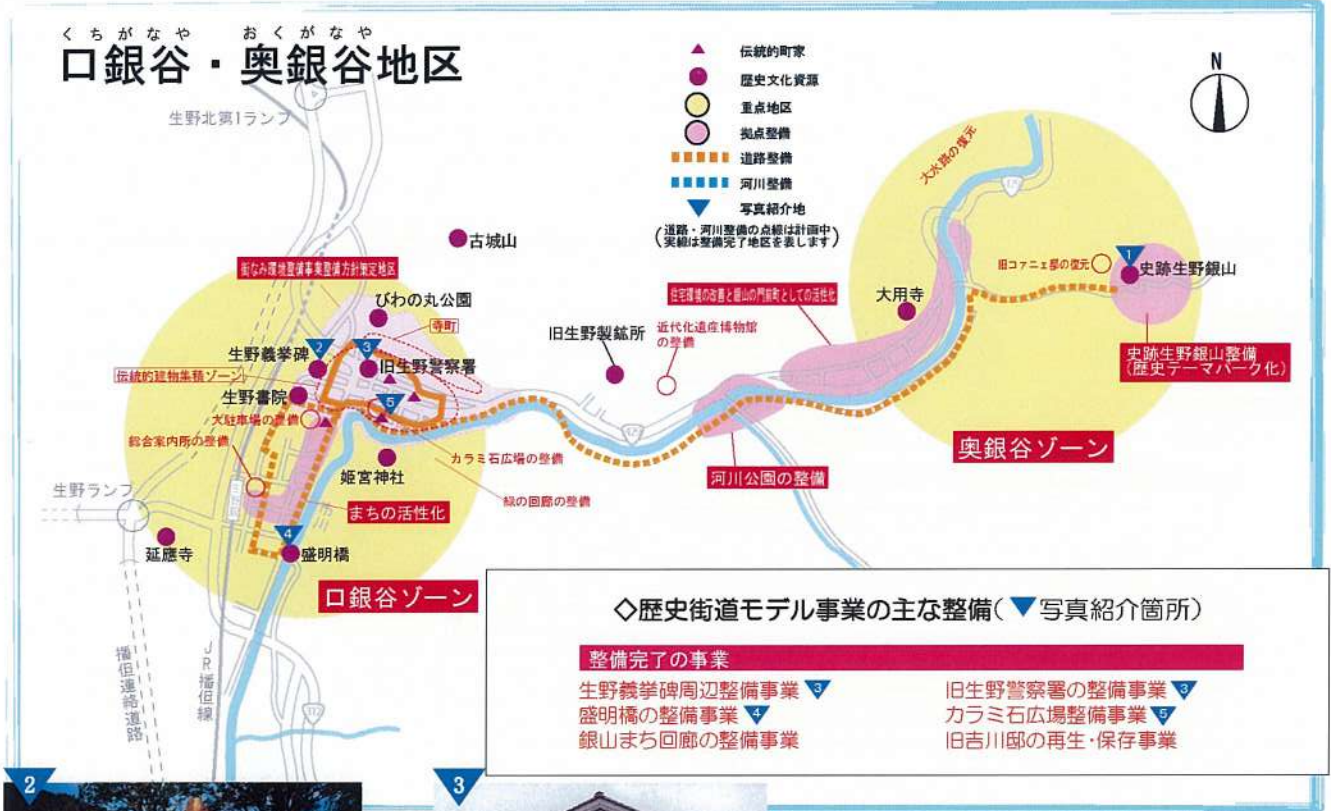 くちがなや おくがなや
口銀谷・奥銀谷地区
伝統的町家
歴史文化資源
重点地区
拠点整備
道路整備
河川整備
写真紹介地
(道路・河川整備の点線は計画中
実線は整備完了地区を表します)
N
生野北第1ランプ
古城山
街なみ環境整備事業整備方針策定地区
びわの丸公園
寺町
生野義挙碑
2
3
旧生野警察署
伝統的建物集積ゾーン
生野書院
5
大駐車場の整備
総合案内所の整備
カラミ石広場の整備
姫宮神社
緑の回廊の整備
生野ランプ
まちの活性化
延應寺
4
盛明橋
口銀谷ゾーン
播但連絡道路
JR播但線
旧生野製鉱所
近代化遺産博物館
の整備
住宅環境の改善と銀山の門前町としての活性化
河川公園の整備
大水路の復元
大用寺
旧コァニェ邸の復元
1
史跡生野銀山
史跡生野銀山整備
(歴史テーマパーク化)
奥銀谷ゾーン
◇歴史街道モデル事業の主な整備(▼写真紹介箇所)
整備完了の事業
生野義挙碑周辺整備事業 3
旧生野警察署の整備事業 3
盛明橋の整備事業 4
カラミ石広場整備事業 5
銀山まち回廊の整備事業
旧吉川邸の再生・保存事業
2
3